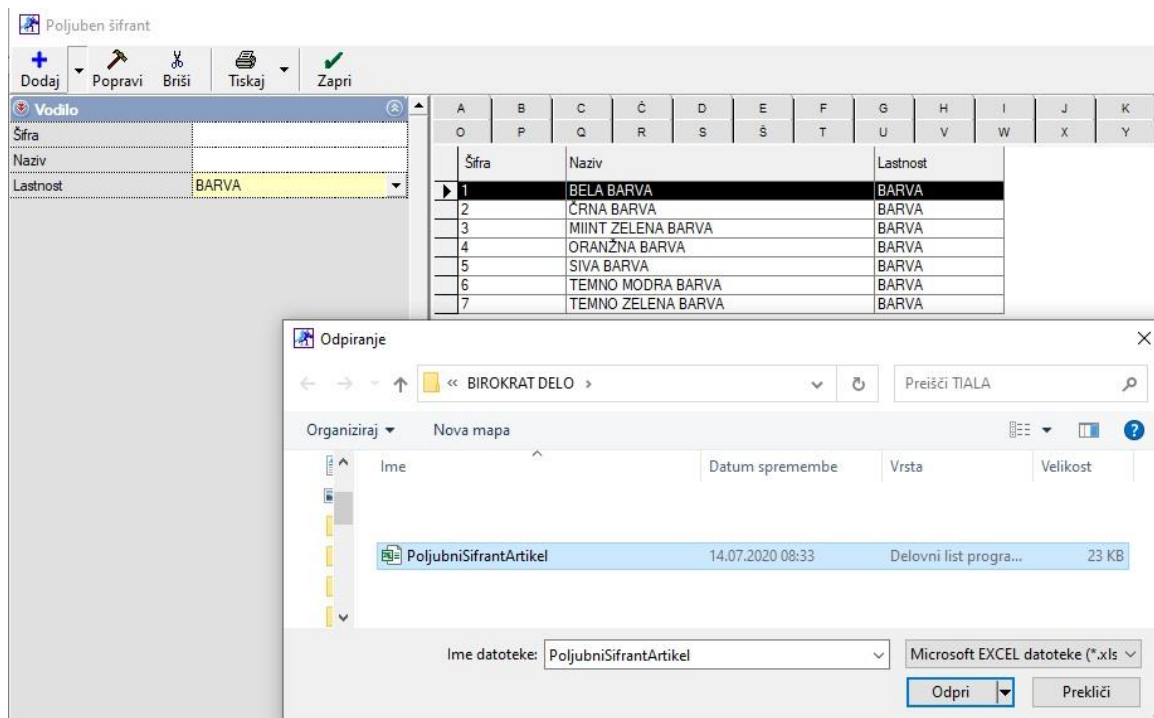 Poljuben šifrant
Dodaj Popravi Briši Tiskaj Zapri
Vodilo
Šifra
Naziv
Lastnost BARVA
A B C Č D E F G H I J K
O P Q R S Š T U V W X Y
Šifra Naziv Lastnost
1 BELA BARVA BARVA
2 ČRNA BARVA BARVA
3 MIINT ZELENA BARVA BARVA
4 ORANŽNA BARVA BARVA
5 SIVA BARVA BARVA
6 TEMNO MODRA BARVA BARVA
7 TEMNO ZELENA BARVA BARVA
Odpiranje
« BIROKRAT DELO › Preišči TIALA
Organiziraj Nova mapa
Ime Datum spremembe Vrsta Velikost
PoljubniSifrantArtikel 14.07.2020 08:33 Delovni list progra... 23 KB
Ime datoteke: PoljubniSifrantArtikel Microsoft EXCEL datoteke (*.xls
Odpri Prekliči